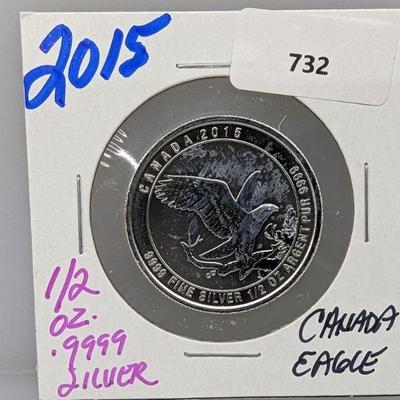 2015
732
CANADA 2015
9999 FINE SILVER 1/2 OZ ARGENT PUR 9999
1/2
OZ.
.9999
SILVER
CANADA
EAGLE